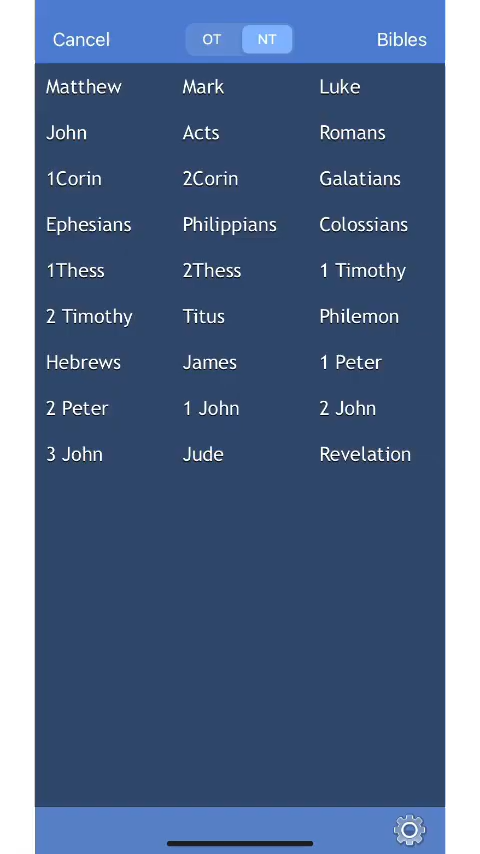 Cancel OT NT Bibles
Matthew Mark Luke
John Acts Romans
1Corin 2Corin Galatians
Ephesians Philippians Colossians
1Thess 2Thess 1 Timothy
2 Timothy Titus Philemon
Hebrews James 1 Peter
2 Peter 1 John 2 John
3 John Jude Revelation